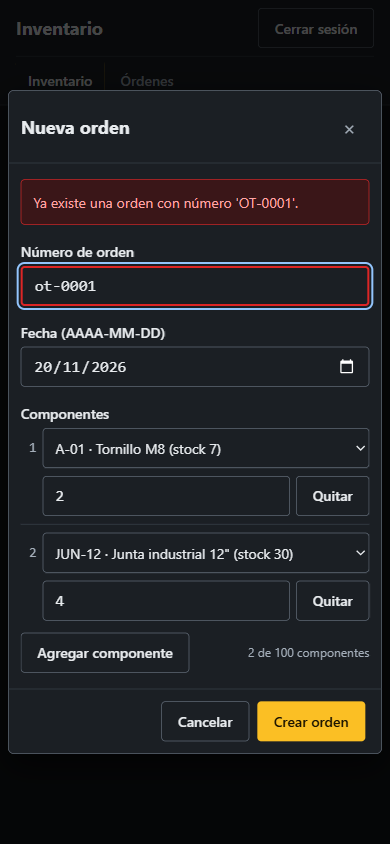 Inventario
Cerrar sesión
Inventario
Órdenes
Nueva orden
×
Ya existe una orden con número 'OT-0001'.
Número de orden
ot-0001
Fecha (AAAA-MM-DD)
20/11/2026
Componentes
1
A-01 · Tornillo M8 (stock 7)
2
Quitar
2
JUN-12 · Junta industrial 12" (stock 30)
4
Quitar
Agregar componente
2 de 100 componentes
Cancelar
Crear orden